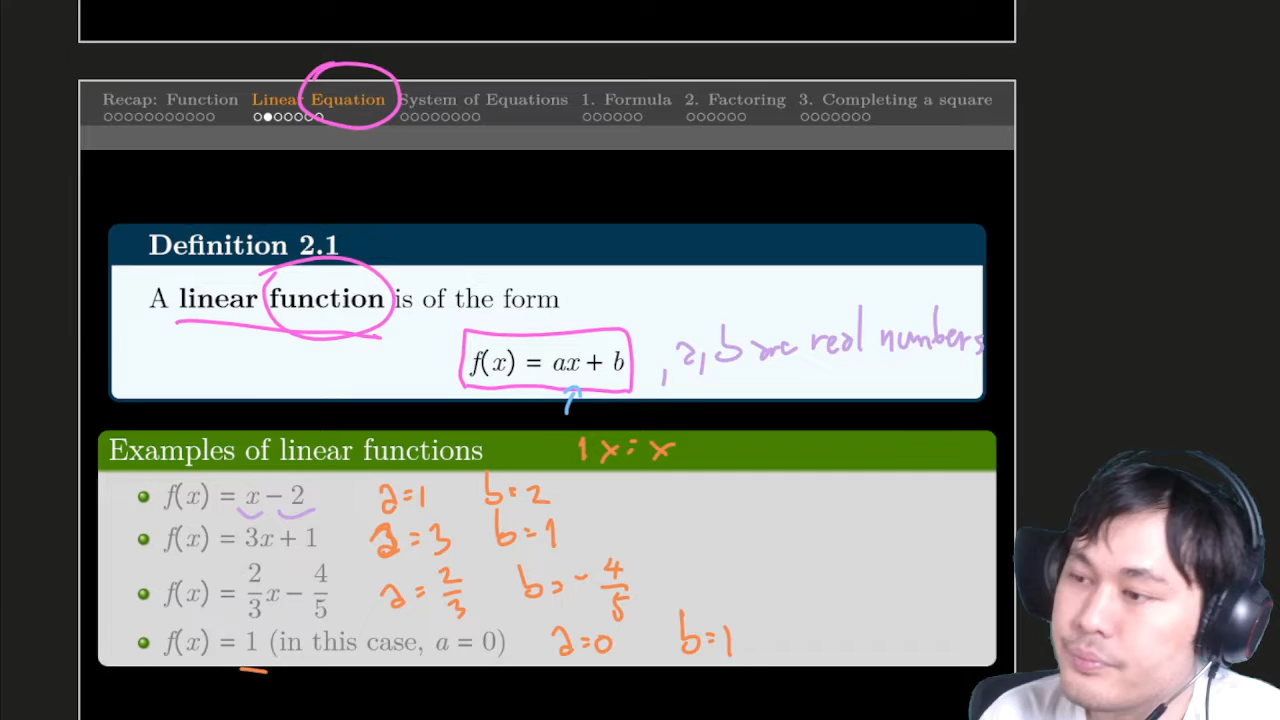 Recap: Function Linear Equation System of Equations 1. Formula 2. Factoring 3. Completing a square
Definition 2.1
A linear function is of the form
f(x) = ax + b , a, b are real numbers
Examples of linear functions 1x = x
f(x) = x − 2 a=1 b=2
f(x) = 3x + 1 a=3 b=1
f(x) = 2/3 x − 4/5 a = 2/3 b = - 4/5
f(x) = 1 (in this case, a = 0) a=0 b=1